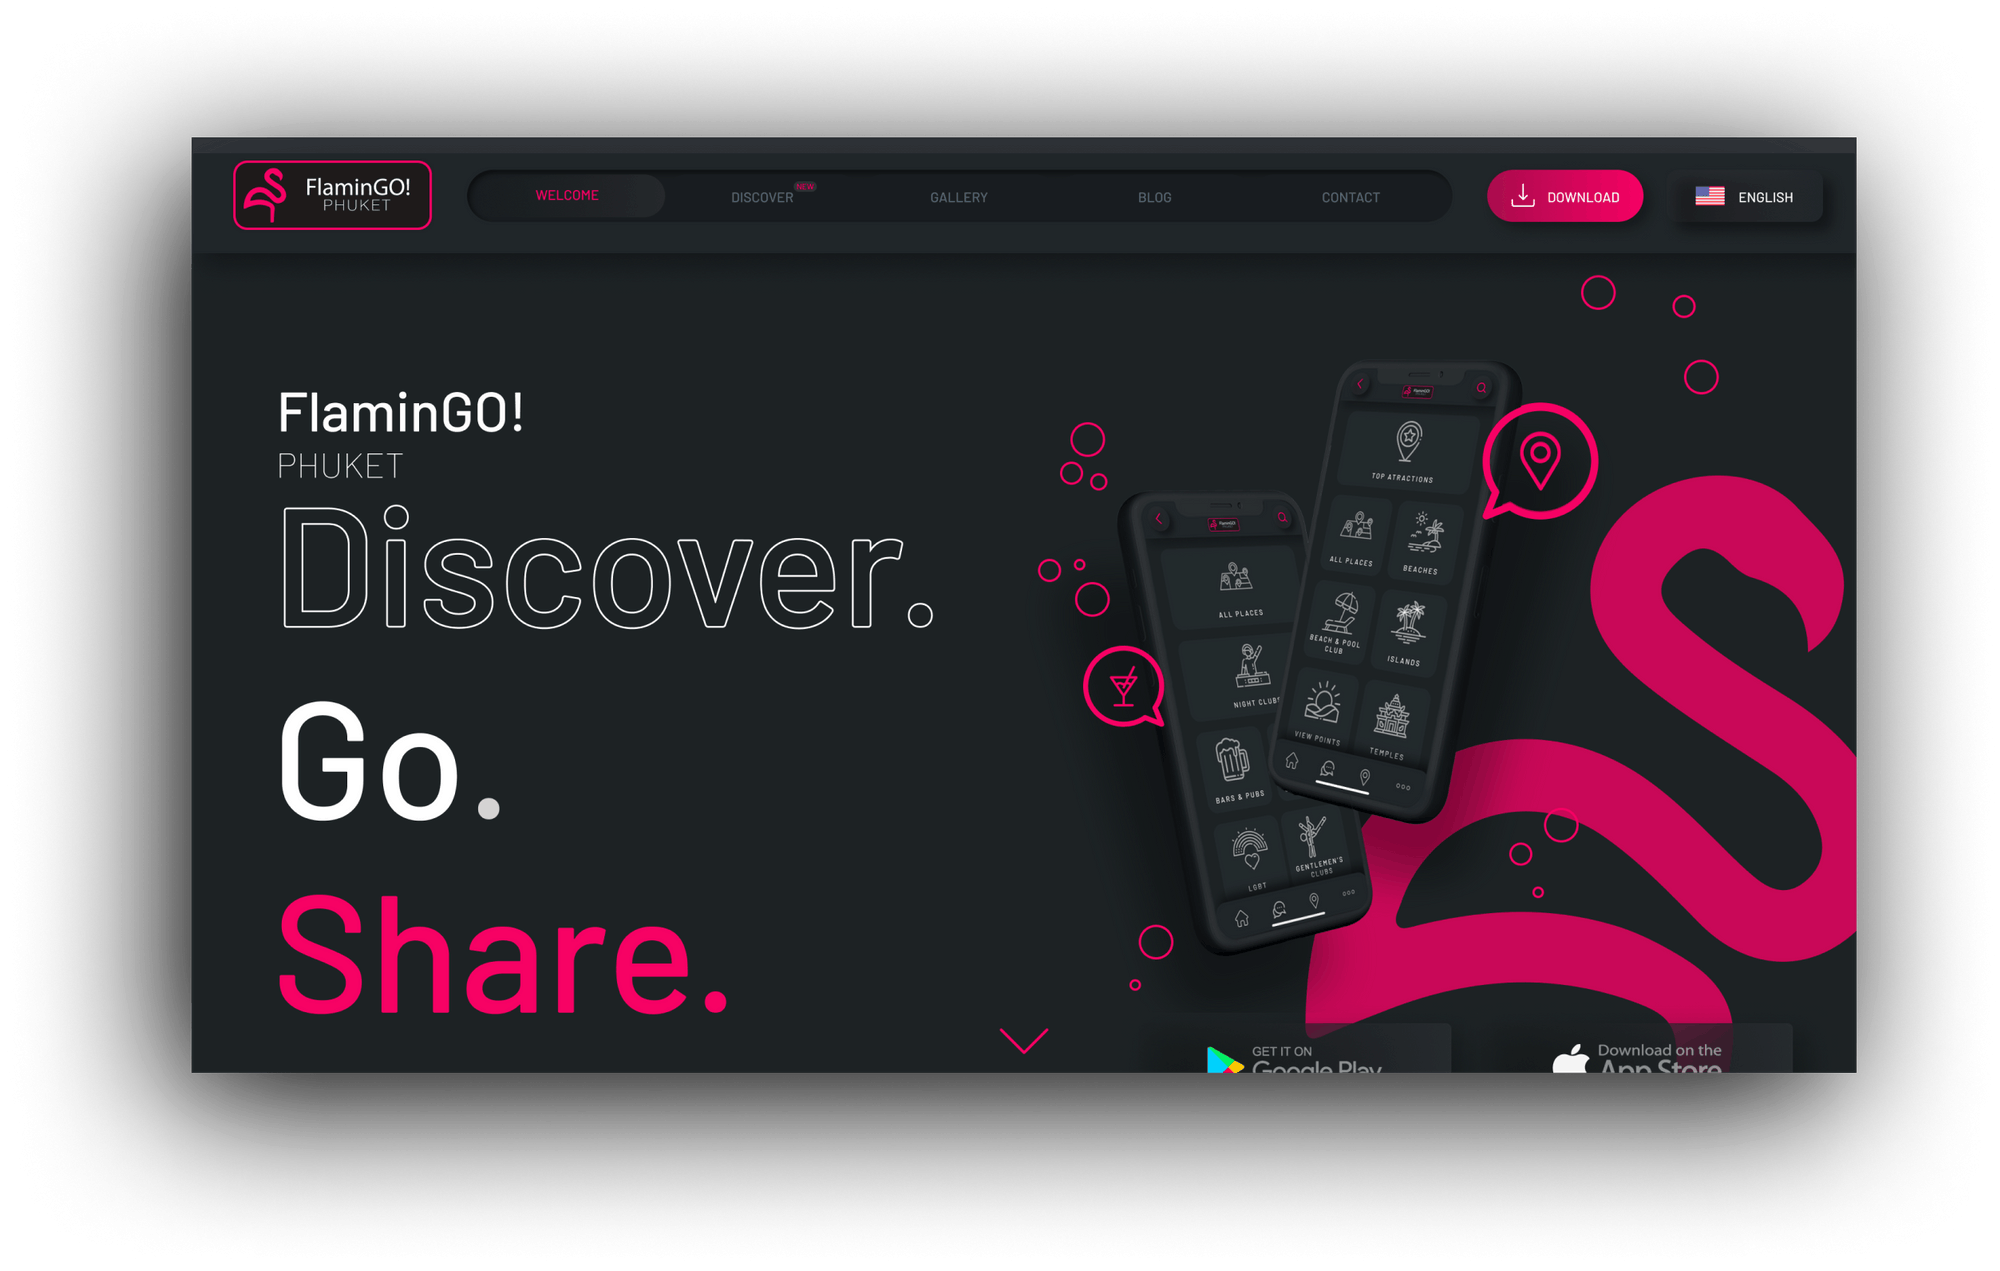 FlaminGO!
PHUKET
WELCOME
DISCOVER NEW
GALLERY
BLOG
CONTACT
DOWNLOAD
ENGLISH
FlaminGO!
PHUKET
Discover.
Go.
Share.
TOP ATRACTIONS
ALL PLACES
BEACHES
BEACH & POOL
CLUB
ISLANDS
VIEW POINTS
TEMPLES
ALL PLACES
NIGHT CLUBS
BARS & PUBS
LGBT
GENTLEMEN'S
CLUBS
GET IT ON
Google Play
Download on the
App Store